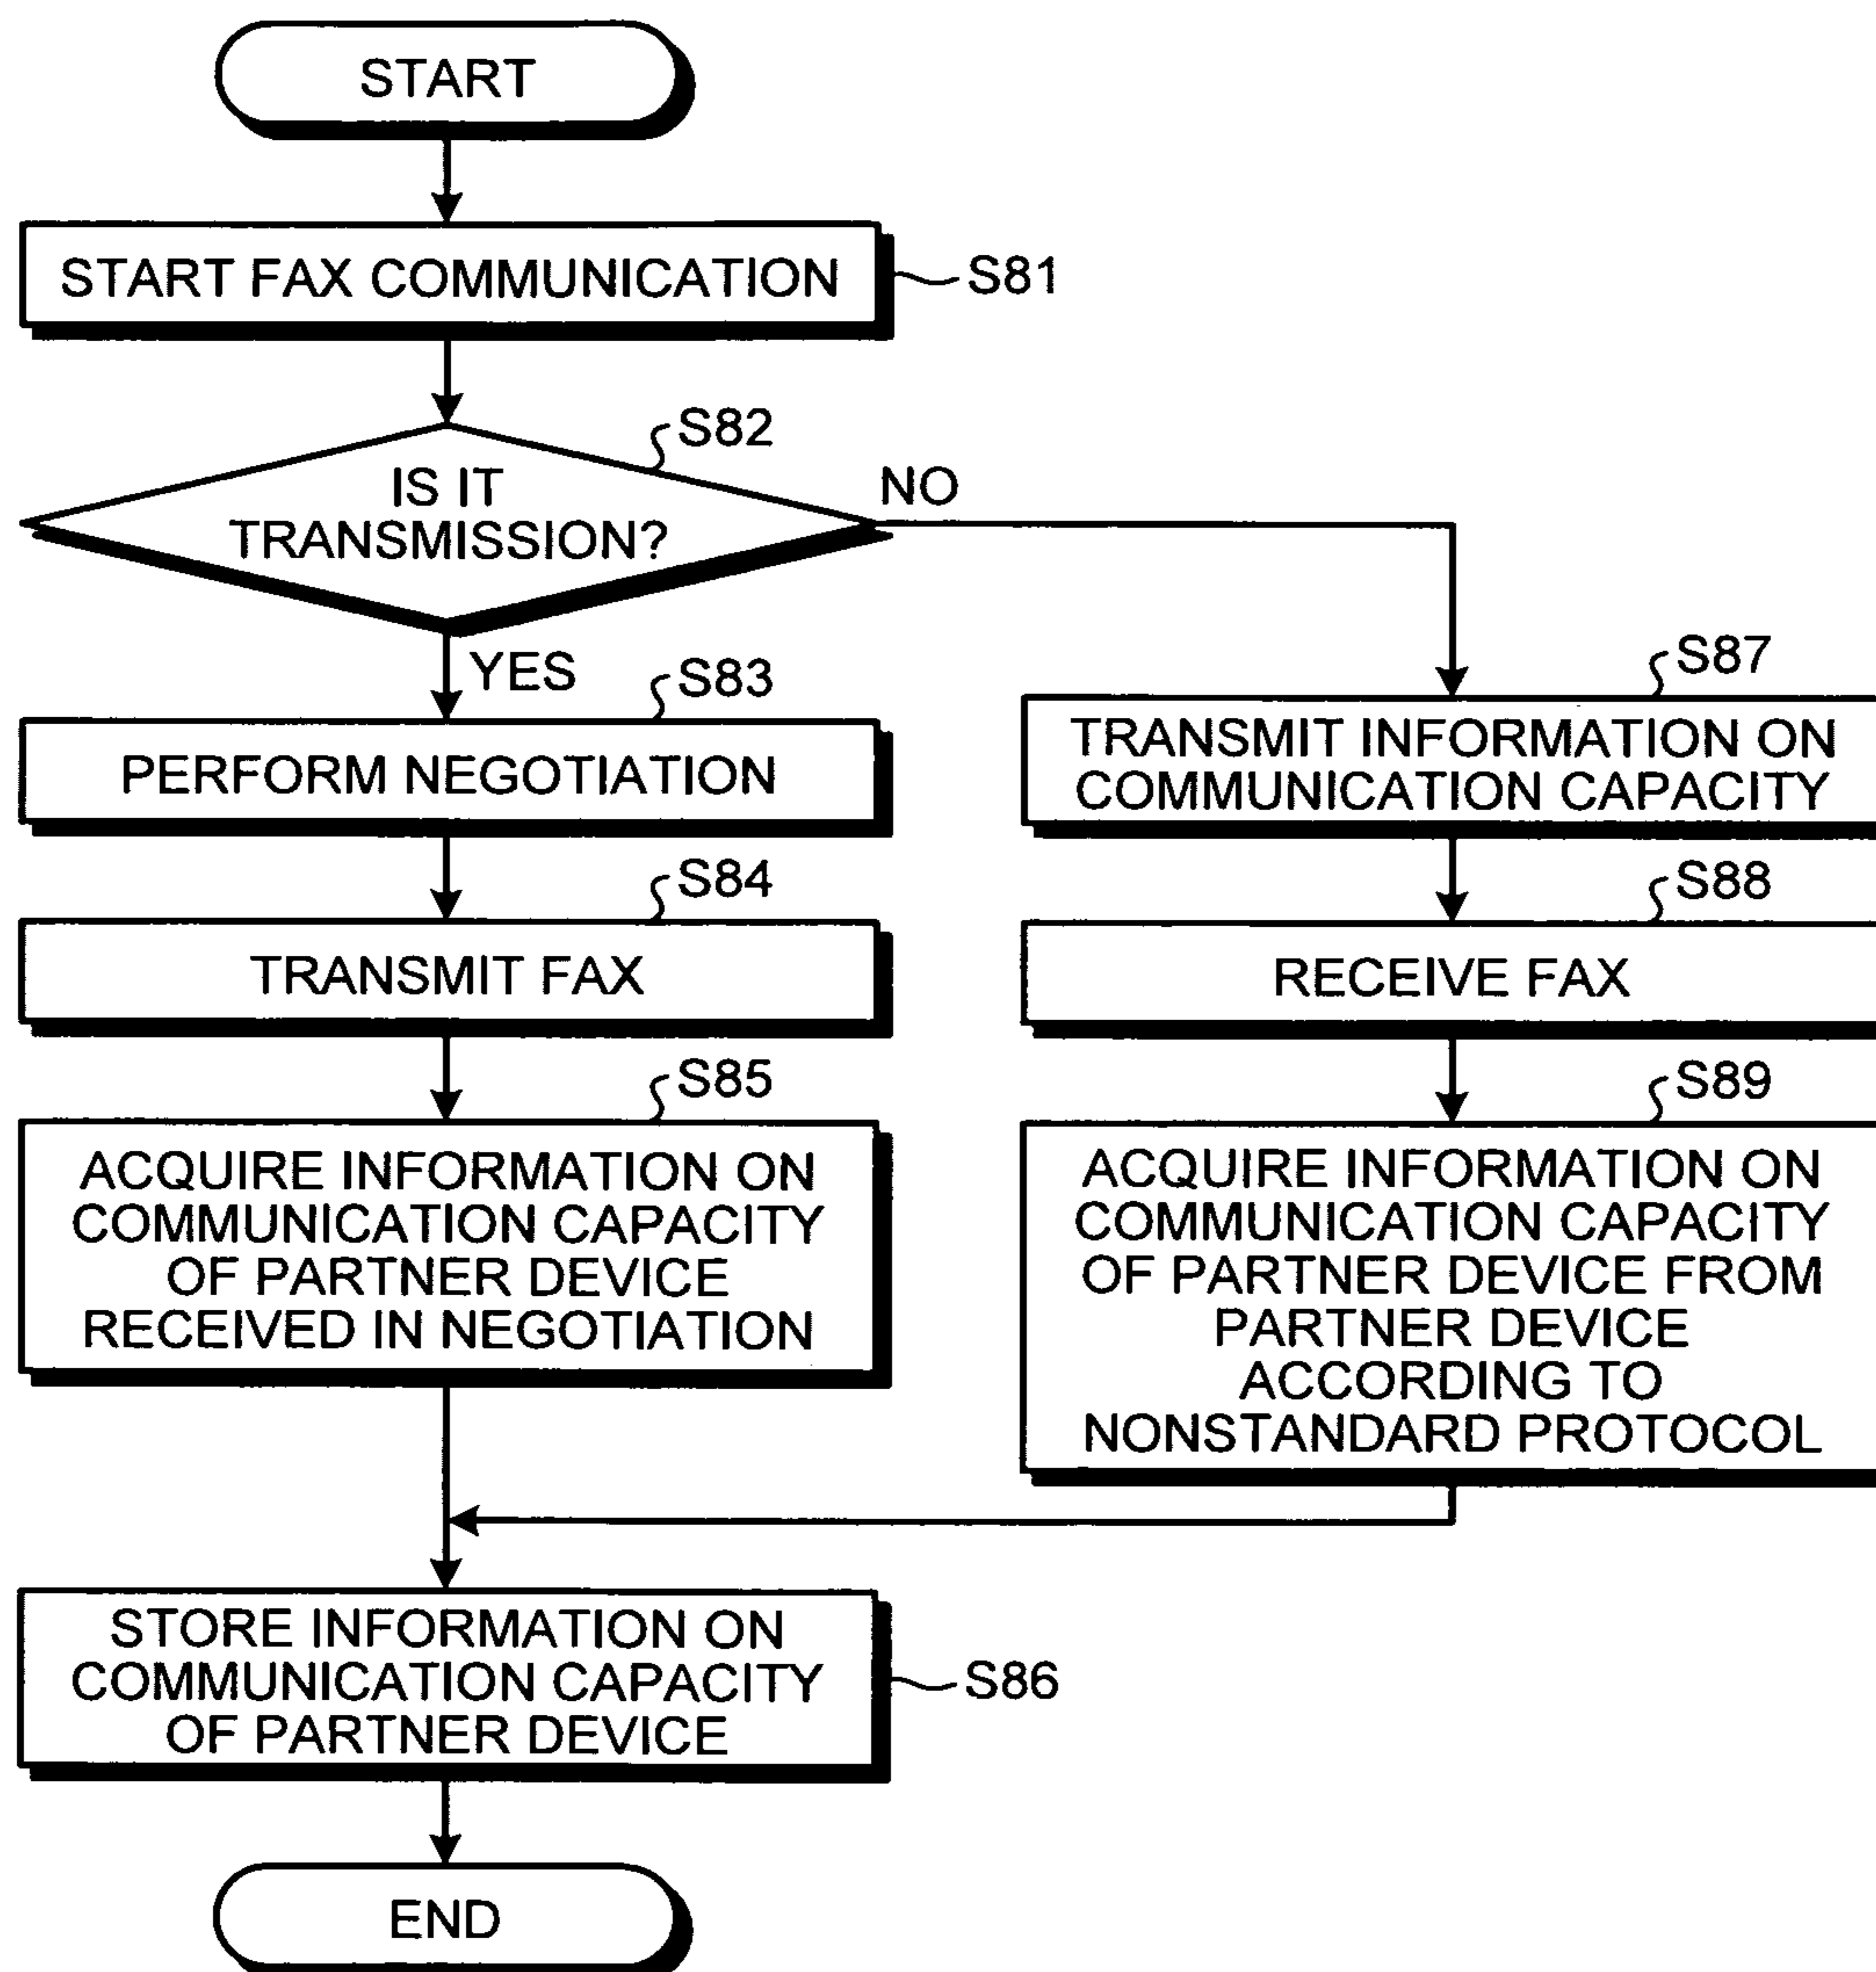 START
START FAX COMMUNICATION
S81
S82
IS IT
TRANSMISSION?
NO
YES
S83
PERFORM NEGOTIATION
S84
TRANSMIT FAX
S85
ACQUIRE INFORMATION ON
COMMUNICATION CAPACITY
OF PARTNER DEVICE
RECEIVED IN NEGOTIATION
S87
TRANSMIT INFORMATION ON
COMMUNICATION CAPACITY
S88
RECEIVE FAX
S89
ACQUIRE INFORMATION ON
COMMUNICATION CAPACITY
OF PARTNER DEVICE FROM
PARTNER DEVICE
ACCORDING TO
NONSTANDARD PROTOCOL
STORE INFORMATION ON
COMMUNICATION CAPACITY
OF PARTNER DEVICE
S86
END